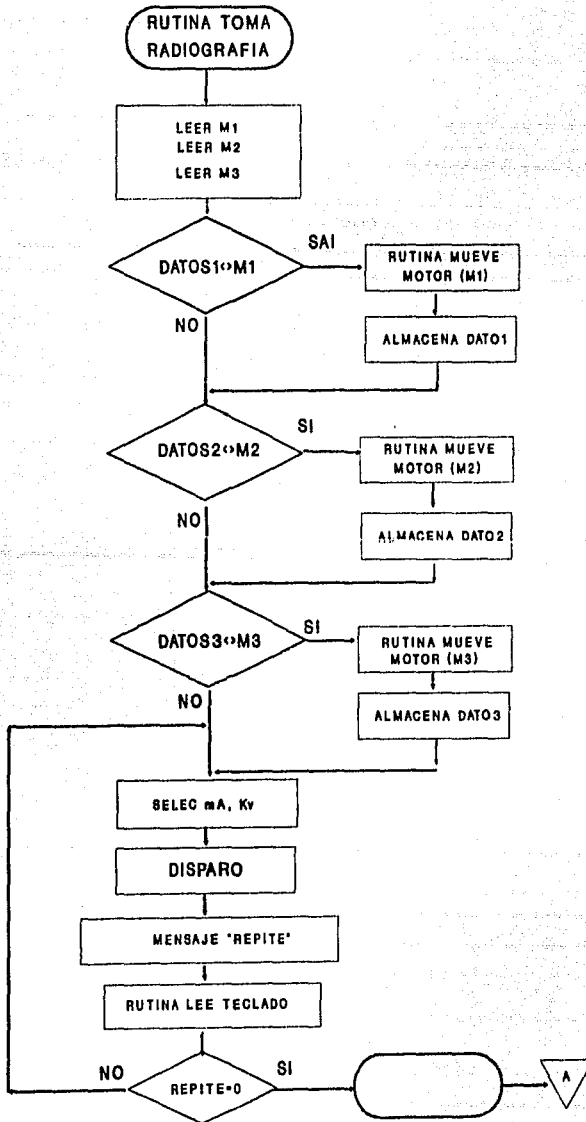 RUTINA TOMA
RADIOGRAFIA
LEER M1
LEER M2
LEER M3
DATOS1<>M1
SAI
RUTINA MUEVE
MOTOR (M1)
NO
ALMACENA DATO1
DATOS2<>M2
SI
RUTINA MUEVE
MOTOR (M2)
NO
ALMACENA DATO2
DATOS3<>M3
SI
RUTINA MUEVE
MOTOR (M3)
NO
ALMACENA DATO3
SELEC mA, Kv
DISPARO
MENSAJE "REPITE"
RUTINA LEE TECLADO
NO
REPITE=0
SI
A